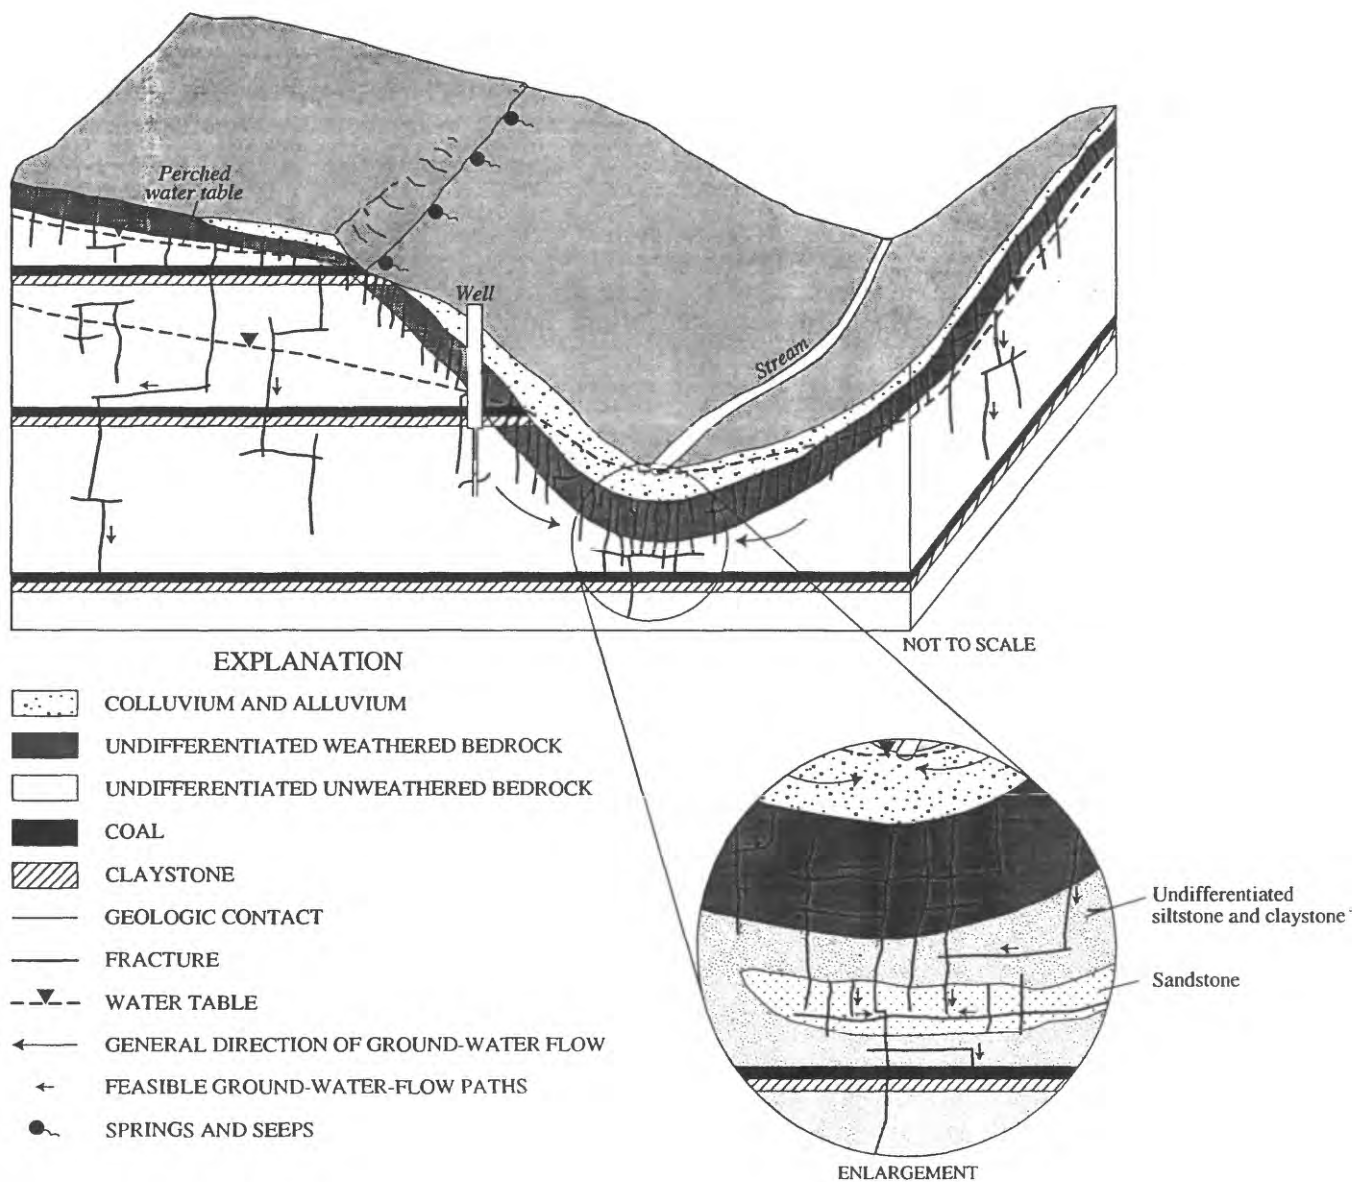 Perched
water table
Well
Stream
NOT TO SCALE
EXPLANATION
COLLUVIUM AND ALLUVIUM
UNDIFFERENTIATED WEATHERED BEDROCK
UNDIFFERENTIATED UNWEATHERED BEDROCK
COAL
CLAYSTONE
GEOLOGIC CONTACT
FRACTURE
WATER TABLE
GENERAL DIRECTION OF GROUND-WATER FLOW
FEASIBLE GROUND-WATER-FLOW PATHS
SPRINGS AND SEEPS
Undifferentiated
siltstone and claystone
Sandstone
ENLARGEMENT